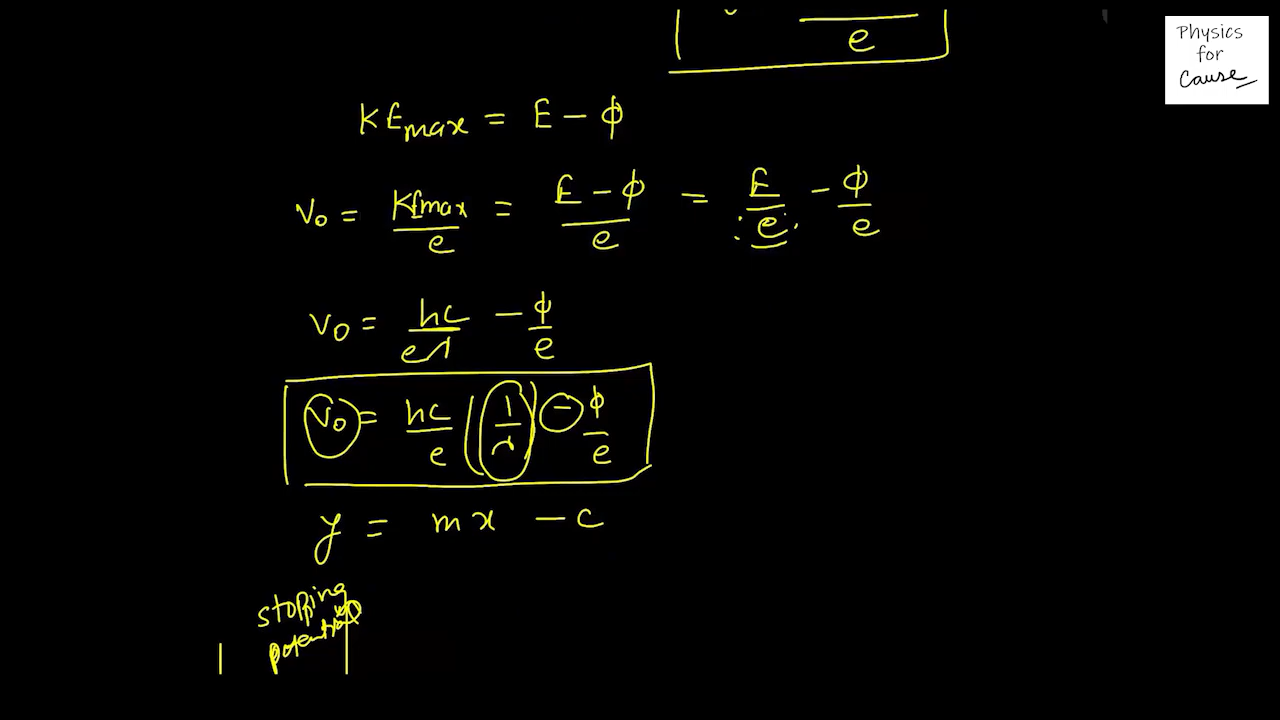 e
Physics
for
Cause
KEmax = E − φ
V₀ = KEmax/e = (E − φ)/e = E/e − φ/e
V₀ = hc/eλ − φ/e
V₀ = hc/e (1/λ) − φ/e
y = mx − c
stopping
potential